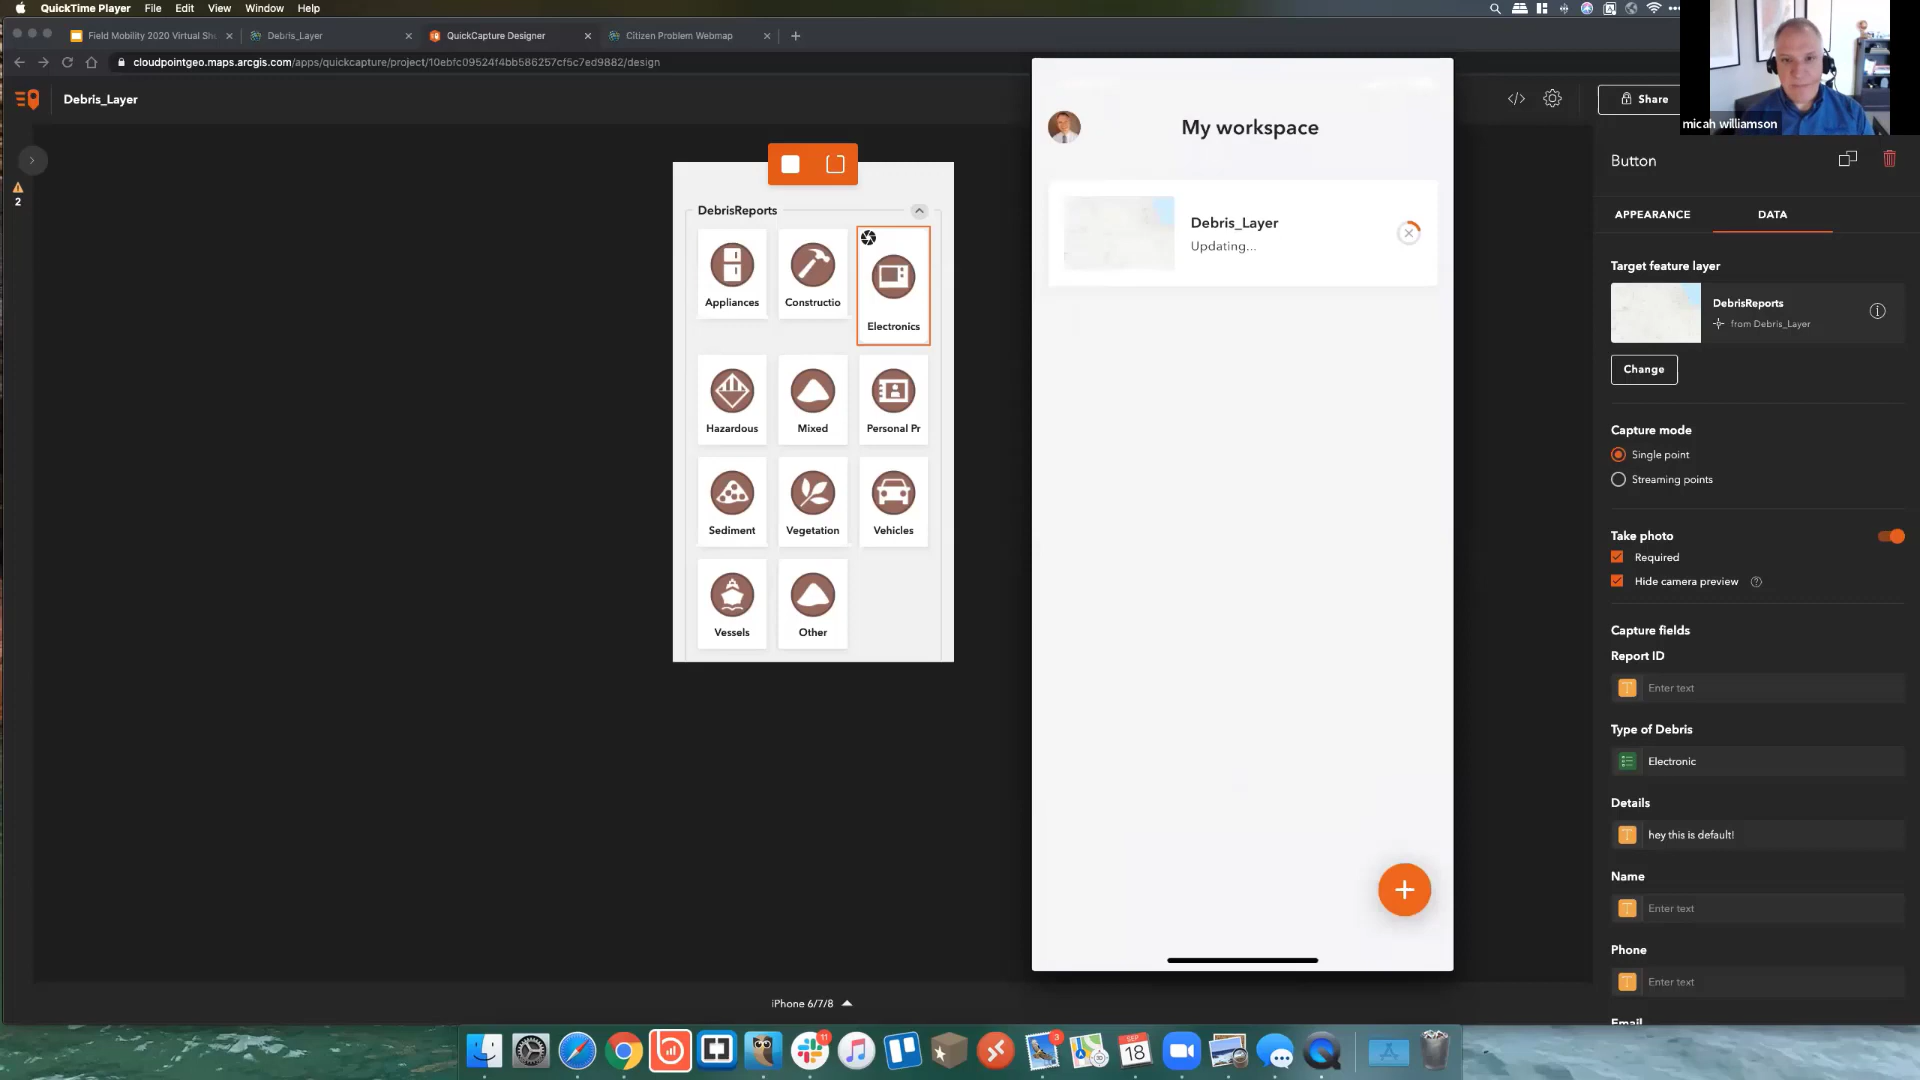 QuickTime Player File Edit View Window Help
Field Mobility 2020 Virtual Sh
Debris_Layer
QuickCapture Designer
Citizen Problem Webmap
cloudpointgeo.maps.arcgis.com/apps/quickcapture/project/10ebfc09524f4bb586257cf5c7ed9882/design
Debris_Layer
Share
micah williamson
2
DebrisReports
Appliances
Constructio
Electronics
Hazardous
Mixed
Personal Pr
Sediment
Vegetation
Vehicles
Vessels
Other
iPhone 6/7/8
My workspace
Debris_Layer
Updating...
Button
APPEARANCE
DATA
Target feature layer
DebrisReports
from Debris_Layer
Change
Capture mode
Single point
Streaming points
Take photo
Required
Hide camera preview
Capture fields
Report ID
Enter text
Type of Debris
Electronic
Details
hey this is default!
Name
Enter text
Phone
Enter text
Email
11
3
SEP
18